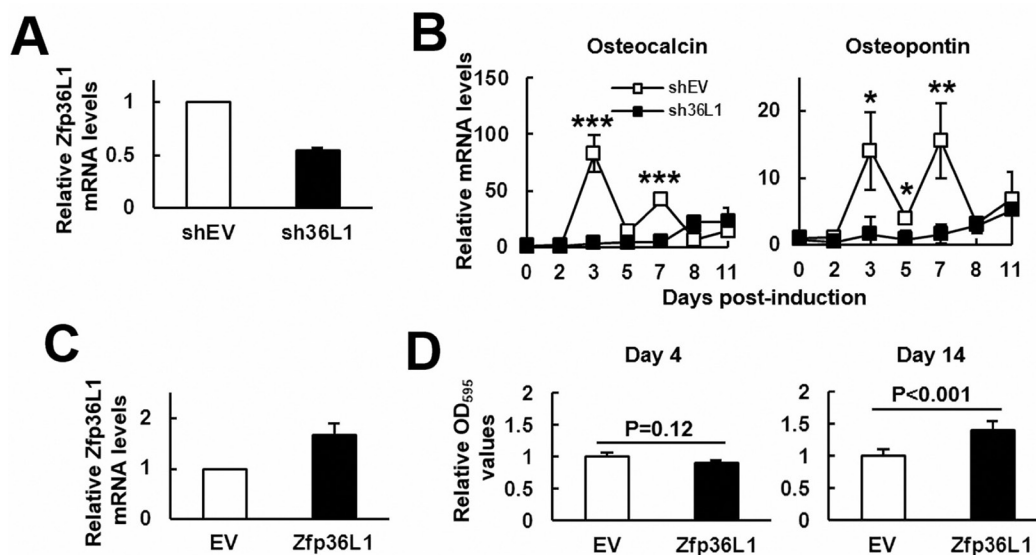 A
Relative Zfp36L1
mRNA levels
1
0.5
0
shEV
sh36L1
B
Osteocalcin
Osteopontin
Relative mRNA levels
150
100
50
0
shEV
sh36L1
***
***
0 2 3 5 7 8 11
20
10
0
*
*
**
0 2 3 5 7 8 11
Days post-induction
C
Relative Zfp36L1
mRNA levels
2
1
0
EV
Zfp36L1
D
Relative OD595
values
Day 4
2
1.5
1
0.5
0
P=0.12
EV
Zfp36L1
Day 14
2
1.5
1
0.5
0
P<0.001
EV
Zfp36L1